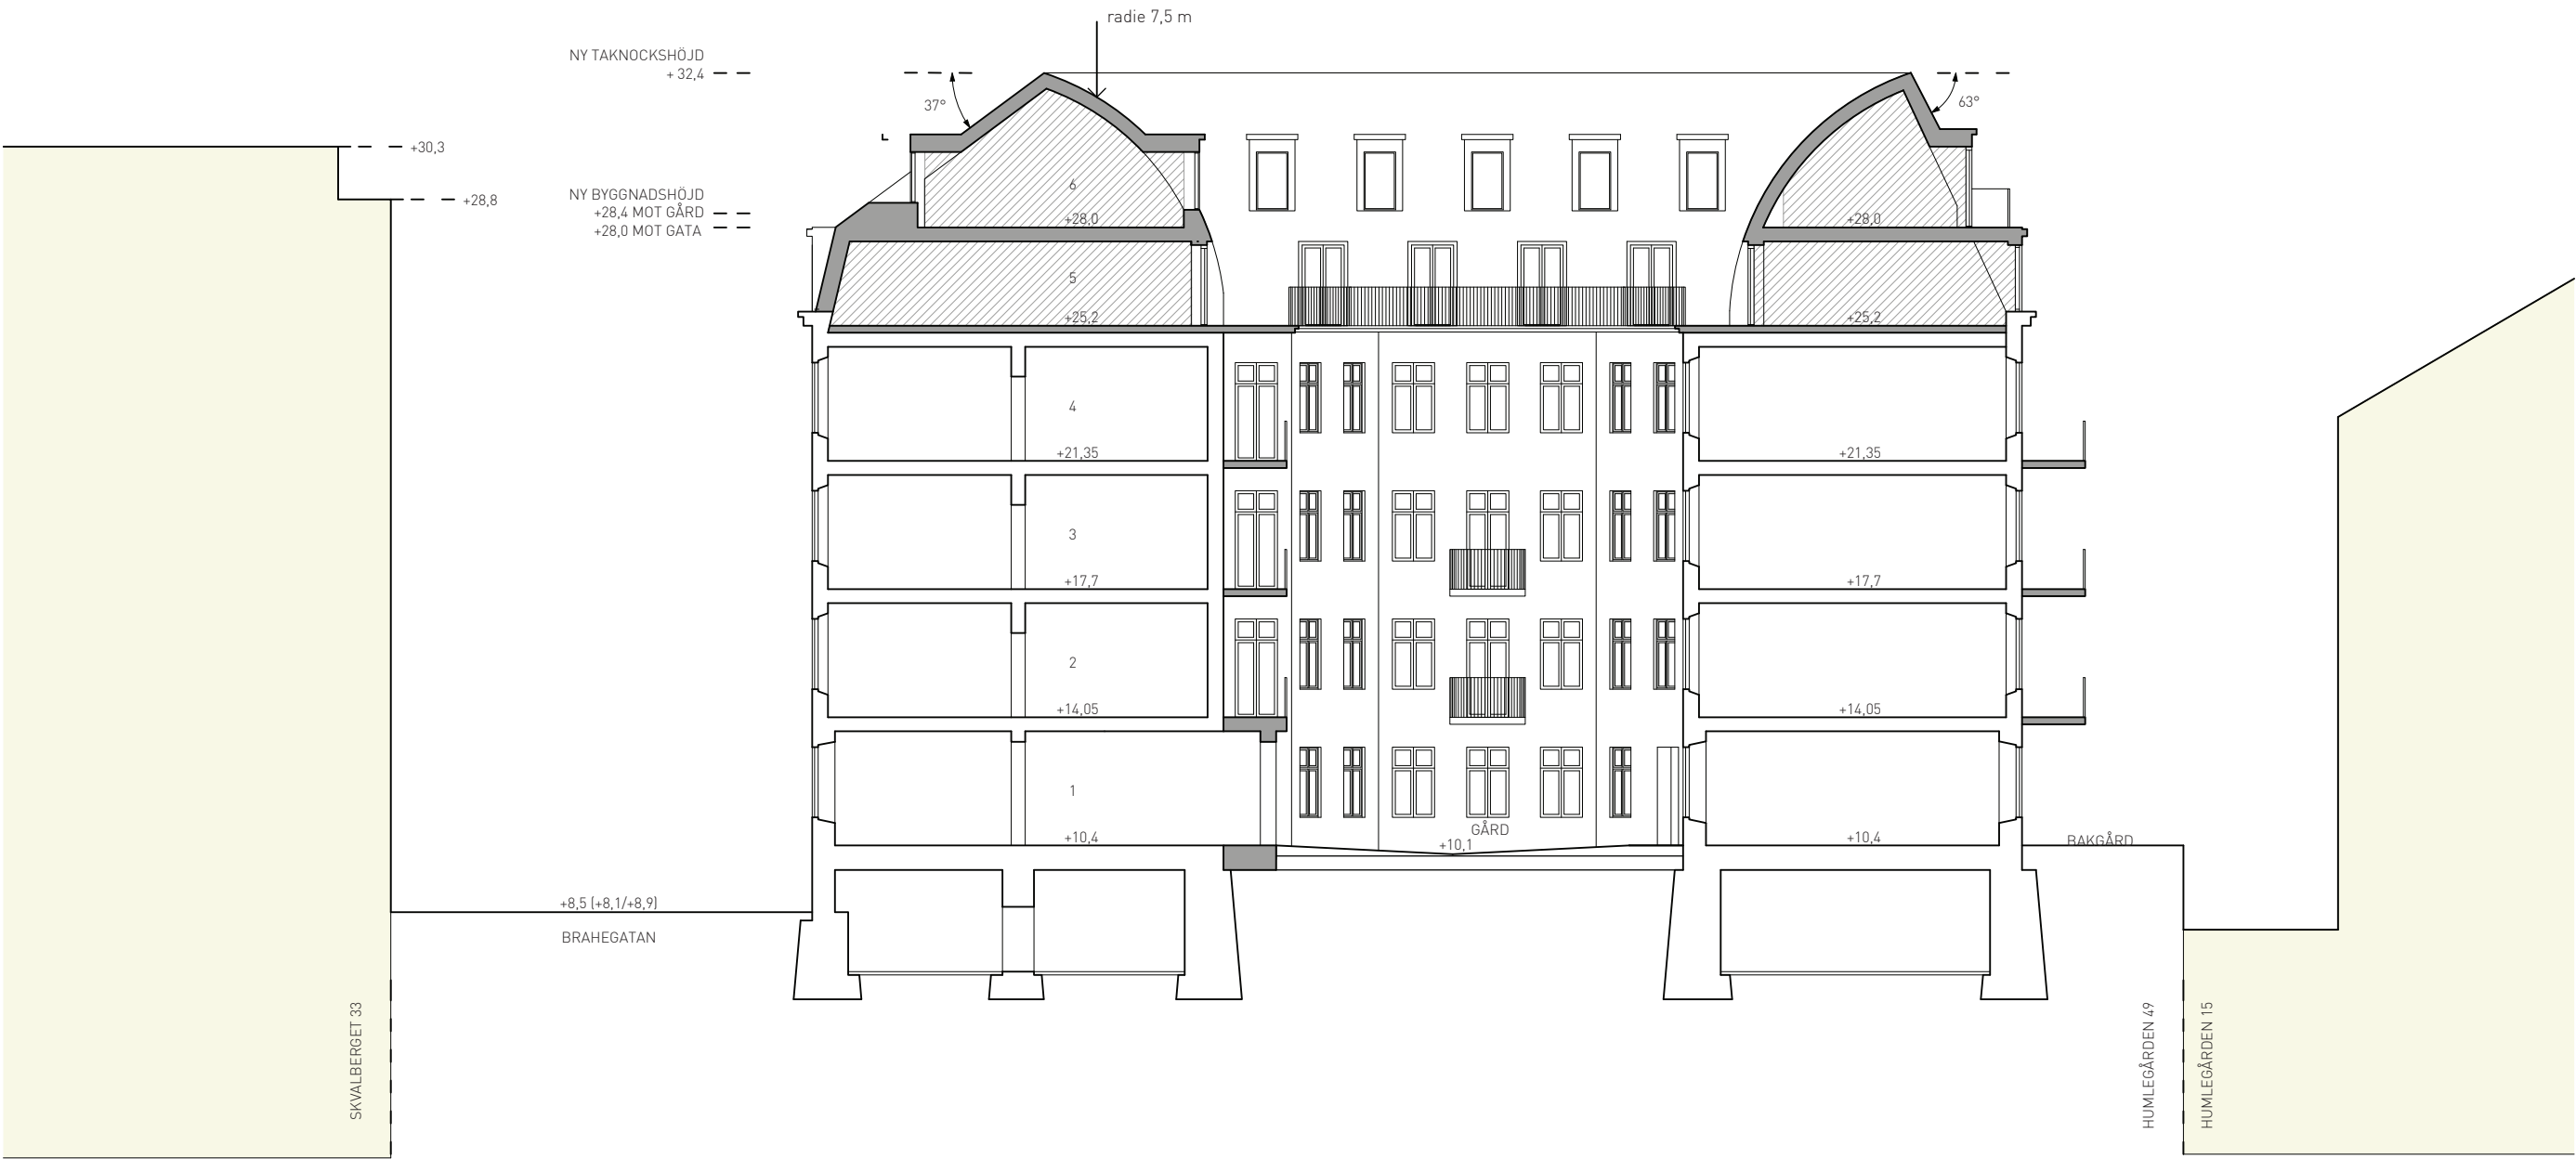 radie 7,5 m
NY TAKNOCKSHÖJD
+ 32,4
37°
63°
+30,3
+28,8
NY BYGGNADSHÖJD
+28,4 MOT GÅRD
+28,0 MOT GATA
6
+28,0
+28,0
5
+25,2
+25,2
4
+21,35
+21,35
3
+17,7
+17,7
2
+14,05
+14,05
1
+10,4
GÅRD
+10,1
+10,4
BAKGÅRD
+8,5 (+8,1/+8,9)
BRAHEGATAN
SKVALBERGET 33
HUMLEGÅRDEN 49
HUMLEGÅRDEN 15